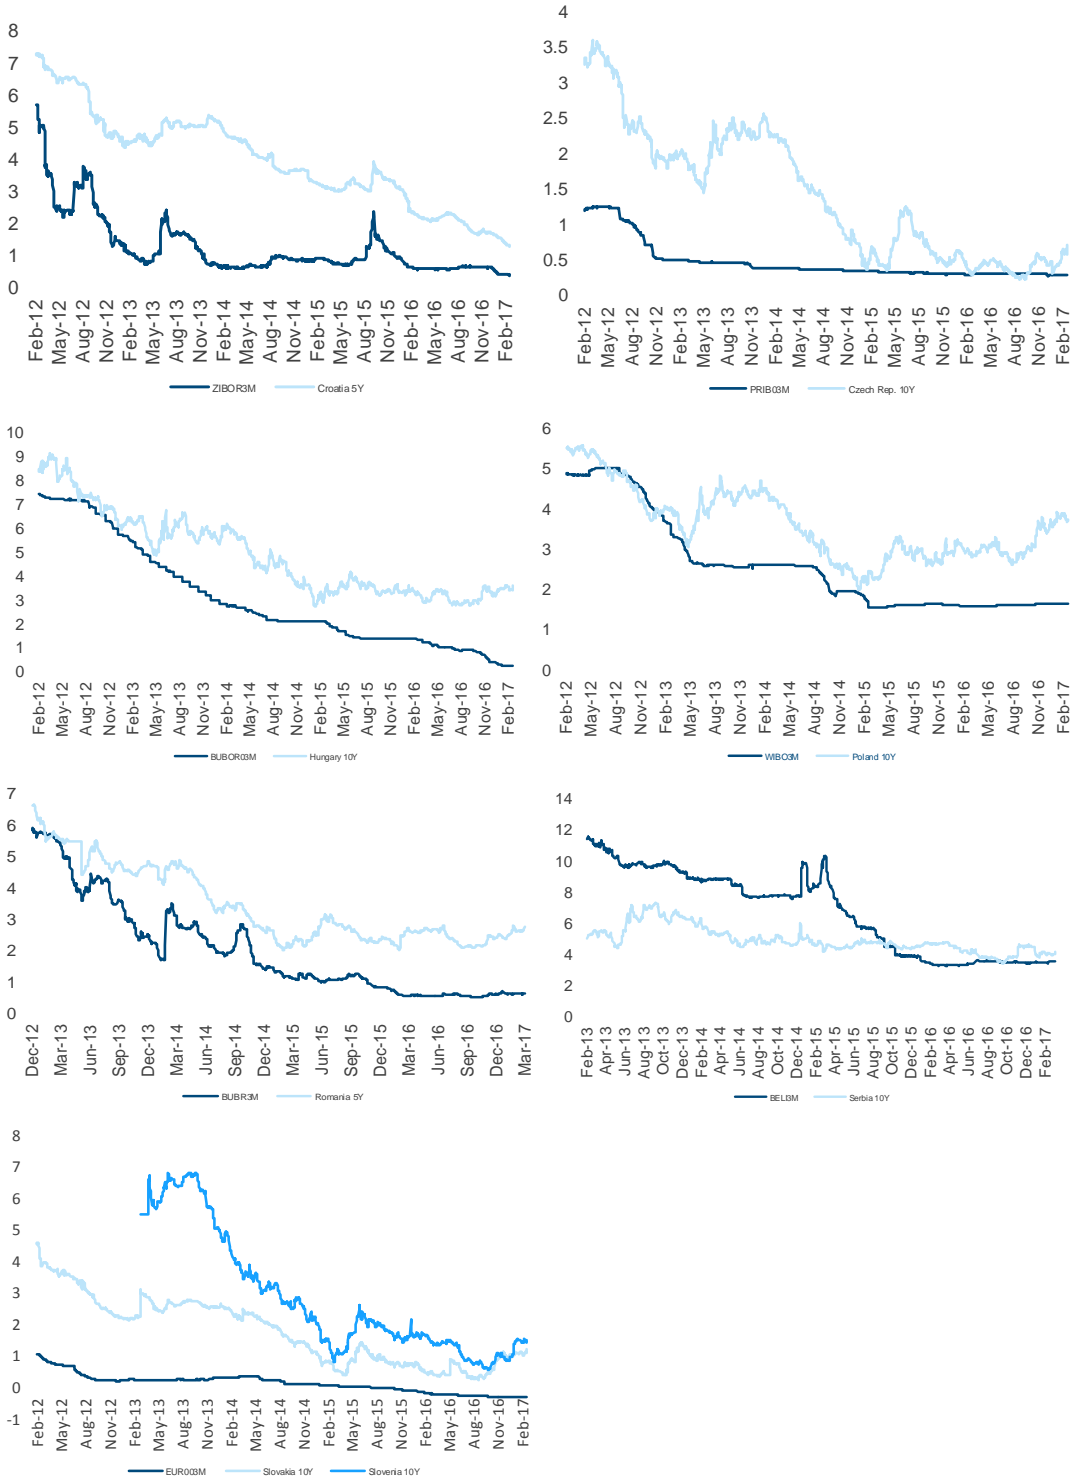 8
7
6
5
4
3
2
1
0
Feb-12
May-12
Aug-12
Nov-12
Feb-13
May-13
Aug-13
Nov-13
Feb-14
May-14
Aug-14
Nov-14
Feb-15
May-15
Aug-15
Nov-15
Feb-16
May-16
Aug-16
Nov-16
Feb-17
ZIBOR3M Croatia 5Y
4
3.5
3
2.5
2
1.5
1
0.5
0
Feb-12
May-12
Aug-12
Nov-12
Feb-13
May-13
Aug-13
Nov-13
Feb-14
May-14
Aug-14
Nov-14
Feb-15
May-15
Aug-15
Nov-15
Feb-16
May-16
Aug-16
Nov-16
Feb-17
PRIB03M Czech Rep. 10Y
10
9
8
7
6
5
4
3
2
1
0
Feb-12
May-12
Aug-12
Nov-12
Feb-13
May-13
Aug-13
Nov-13
Feb-14
May-14
Aug-14
Nov-14
Feb-15
May-15
Aug-15
Nov-15
Feb-16
May-16
Aug-16
Nov-16
Feb-17
BUBOR03M Hungary 10Y
6
5
4
3
2
1
0
Feb-12
May-12
Aug-12
Nov-12
Feb-13
May-13
Aug-13
Nov-13
Feb-14
May-14
Aug-14
Nov-14
Feb-15
May-15
Aug-15
Nov-15
Feb-16
May-16
Aug-16
Nov-16
Feb-17
WIBO3M Poland 10Y
7
6
5
4
3
2
1
0
Dec-12
Mar-13
Jun-13
Sep-13
Dec-13
Mar-14
Jun-14
Sep-14
Dec-14
Mar-15
Jun-15
Sep-15
Dec-15
Mar-16
Jun-16
Sep-16
Dec-16
Mar-17
BUBR3M Romania 5Y
14
12
10
8
6
4
2
0
Feb-13
Apr-13
Jun-13
Aug-13
Oct-13
Dec-13
Feb-14
Apr-14
Jun-14
Aug-14
Oct-14
Dec-14
Feb-15
Apr-15
Jun-15
Aug-15
Oct-15
Dec-15
Feb-16
Apr-16
Jun-16
Aug-16
Oct-16
Dec-16
Feb-17
BELI3M Serbia 10Y
8
7
6
5
4
3
2
1
0
-1
Feb-12
May-12
Aug-12
Nov-12
Feb-13
May-13
Aug-13
Nov-13
Feb-14
May-14
Aug-14
Nov-14
Feb-15
May-15
Aug-15
Nov-15
Feb-16
May-16
Aug-16
Nov-16
Feb-17
EUR003M Slovakia 10Y Slovenia 10Y